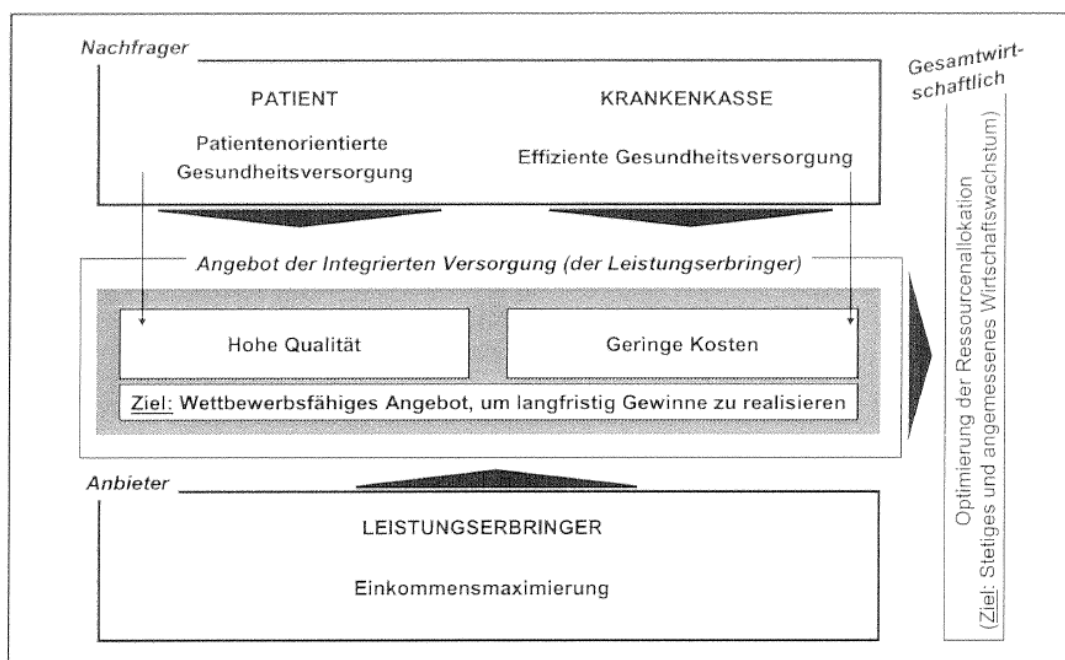 Nachfrager
PATIENT
Patientenorientierte
Gesundheitsversorgung
KRANKENKASSE
Effiziente Gesundheitsversorgung
Angebot der Integrierten Versorgung (der Leistungserbringer)
Hohe Qualität
Geringe Kosten
Ziel: Wettbewerbsfähiges Angebot, um langfristig Gewinne zu realisieren
Anbieter
LEISTUNGSERBRINGER
Einkommensmaximierung
Gesamtwirt-
schaftlich
Optimierung der Ressourcenallokation
(Ziel: Stetiges und angemessenes Wirtschaftswachstum)